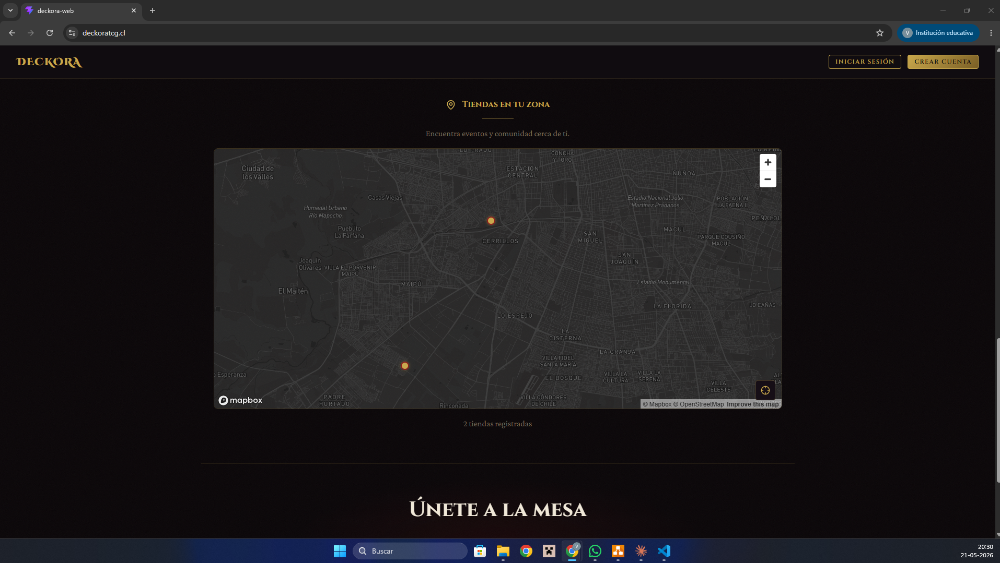 deckora-web
deckoratcg.cl
V Institución educativa
DECKORA
INICIAR SESIÓN
CREAR CUENTA
TIENDAS EN TU ZONA
Encuentra eventos y comunidad cerca de ti.
LO PRADO
CONCHA
Y TORO
LA REINA
Ciudad de
los Valles
ESTACIÓN
CENTRAL
ÑUÑOA
Casas Viejas
Estadio Nacional Julio
Martínez Prádanos
POBLACIÓN
LA FAENA II
Humedal Urbano
Río Mapocho
PEÑALOL
Pueblito
La Farfana
CERRILLOS
SAN
MIGUEL
MACUL
PARQUE COUSIÑO
MACUL
Joaquín
Olivares
VILLA EL PORVENIR
MAIPÚ
SAN
JOAQUÍN
El Maitén
MAIPÚ
Estadio Monumental
LO ESPEJO
LA FLORIDA
LO CAÑAS
LA
CISTERNA
LA GRANJA
VILLA FIDEL
SANTA MARÍA
a Esperanza
EL BOSQUE
VILLA LA
CULTURA
VILLA LA
SERENA
VILLA
CELESTE
PADRE
HURTADO
Rinconada
VILLA CÓNDORES
DE CHILE
mapbox
© Mapbox © OpenStreetMap Improve this map
2 tiendas registradas
ÚNETE A LA MESA
Buscar
V
20:30
21-05-2026